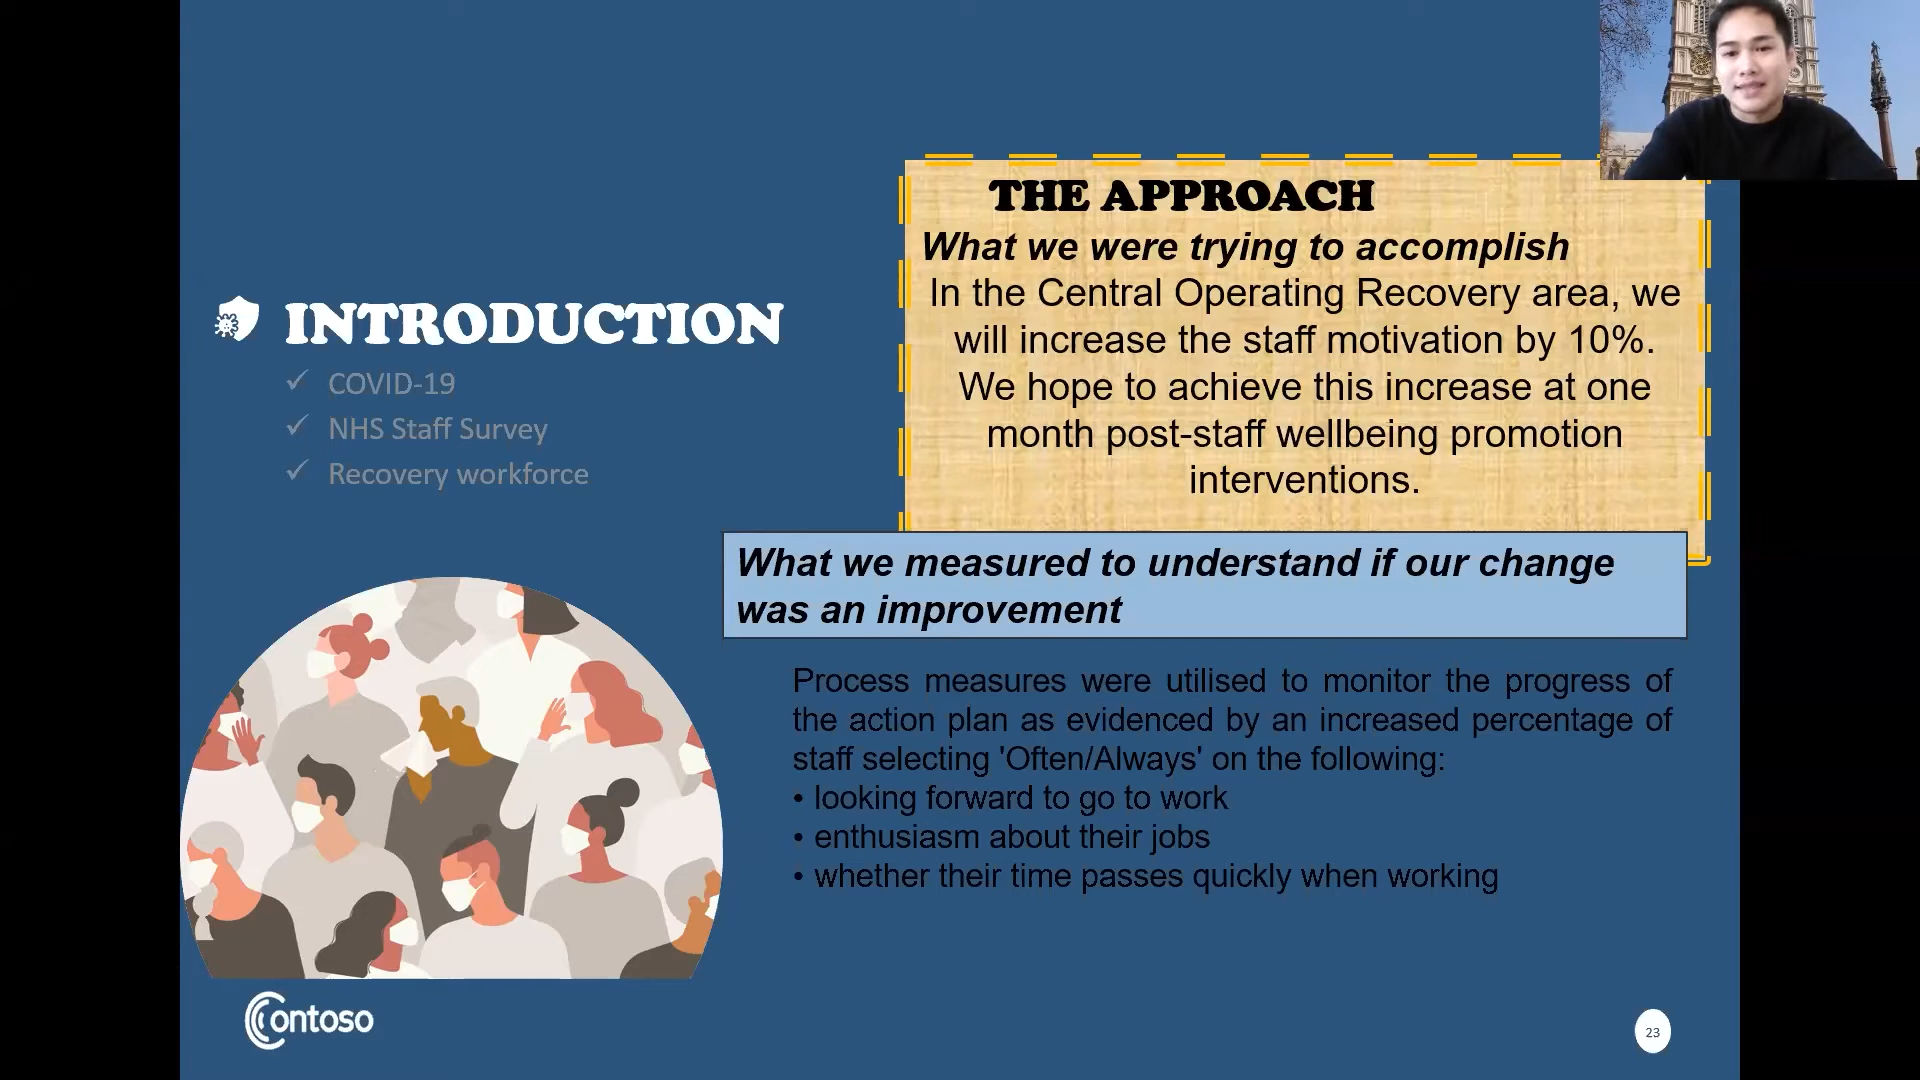 INTRODUCTION
✓ COVID-19
✓ NHS Staff Survey
✓ Recovery workforce
THE APPROACH
What we were trying to accomplish
In the Central Operating Recovery area, we
will increase the staff motivation by 10%.
We hope to achieve this increase at one
month post-staff wellbeing promotion
interventions.
What we measured to understand if our change
was an improvement
Process measures were utilised to monitor the progress of
the action plan as evidenced by an increased percentage of
staff selecting 'Often/Always' on the following:
• looking forward to go to work
• enthusiasm about their jobs
• whether their time passes quickly when working
Contoso
23